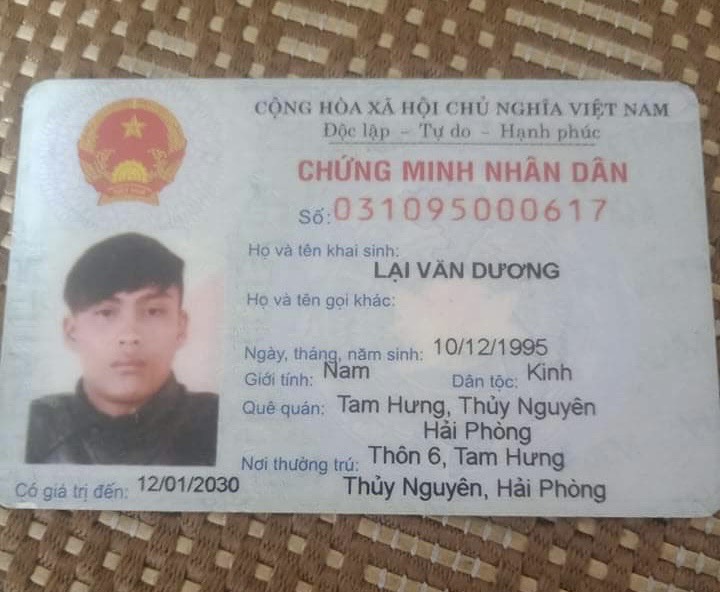 CỘNG HÒA XÃ HỘI CHỦ NGHĨA VIỆT NAM
Độc lập - Tự do - Hạnh phúc
CHỨNG MINH NHÂN DÂN
Số: 031095000617
Họ và tên khai sinh:
LẠI VĂN DƯƠNG
Họ và tên gọi khác:
Ngày, tháng, năm sinh: 10/12/1995
Giới tính: Nam Dân tộc: Kinh
Quê quán: Tam Hưng, Thủy Nguyên
Hải Phòng
Nơi thường trú: Thôn 6, Tam Hưng
Thủy Nguyên, Hải Phòng
Có giá trị đến: 12/01/2030